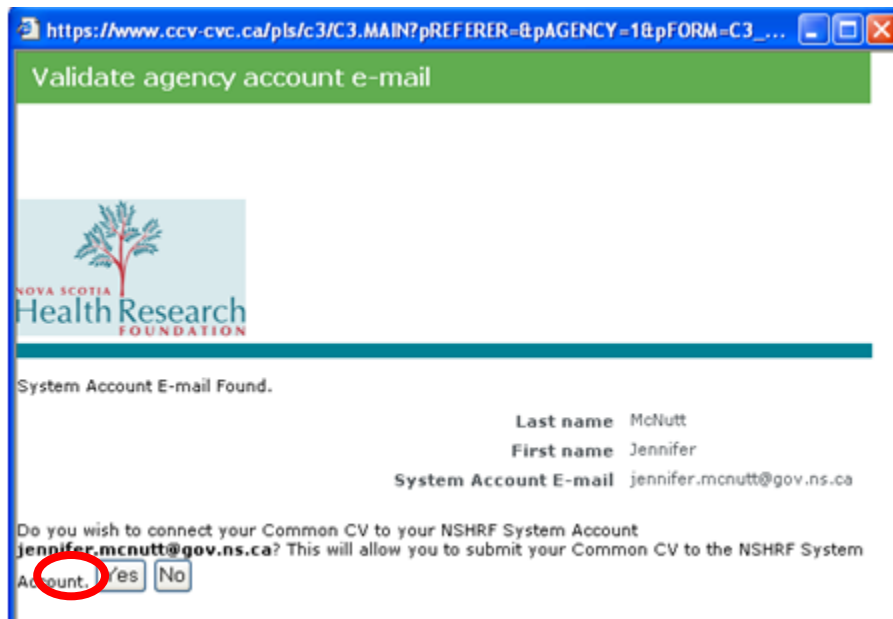 https://www.ccv-cvc.ca/pls/c3/C3.MAIN?pREFERER=&pAGENCY=1&pFORM=C3_...
Validate agency account e-mail
NOVA SCOTIA
Health Research
FOUNDATION
System Account E-mail Found.
Last name McNutt
First name Jennifer
System Account E-mail jennifer.mcnutt@gov.ns.ca
Do you wish to connect your Common CV to your NSHRF System Account
jennifer.mcnutt@gov.ns.ca? This will allow you to submit your Common CV to the NSHRF System
Account. Yes No